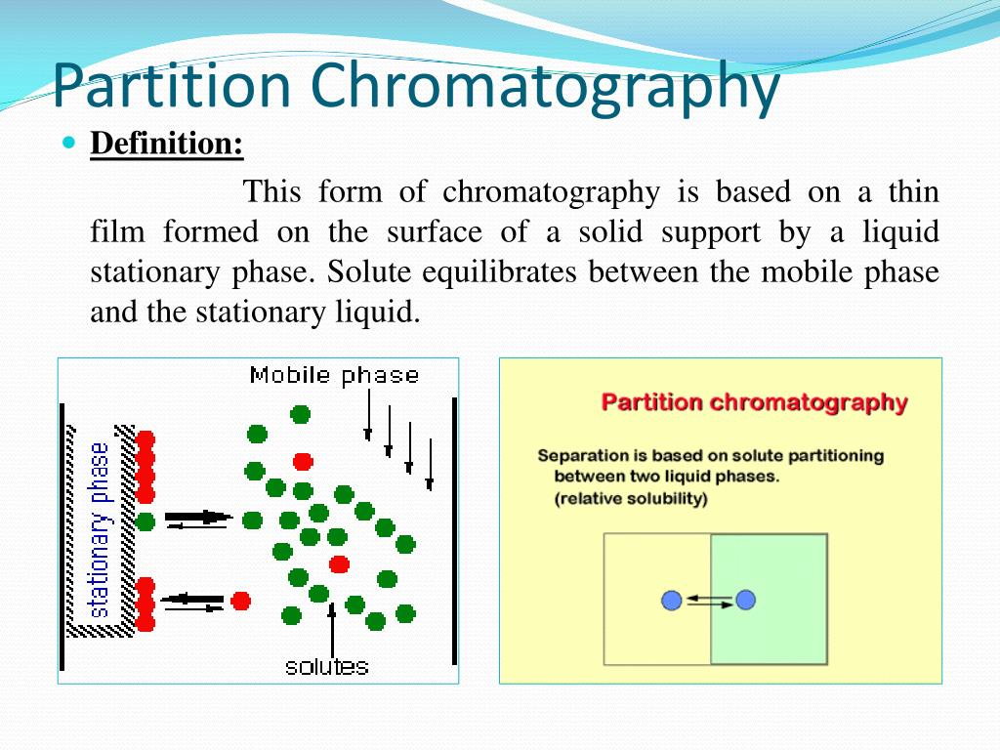 Partition Chromatography
Definition:
This form of chromatography is based on a thin
film formed on the surface of a solid support by a liquid
stationary phase. Solute equilibrates between the mobile phase
and the stationary liquid.
Mobile phase
stationary phase
solutes
Partition chromatography
Separation is based on solute partitioning
between two liquid phases.
(relative solubility)